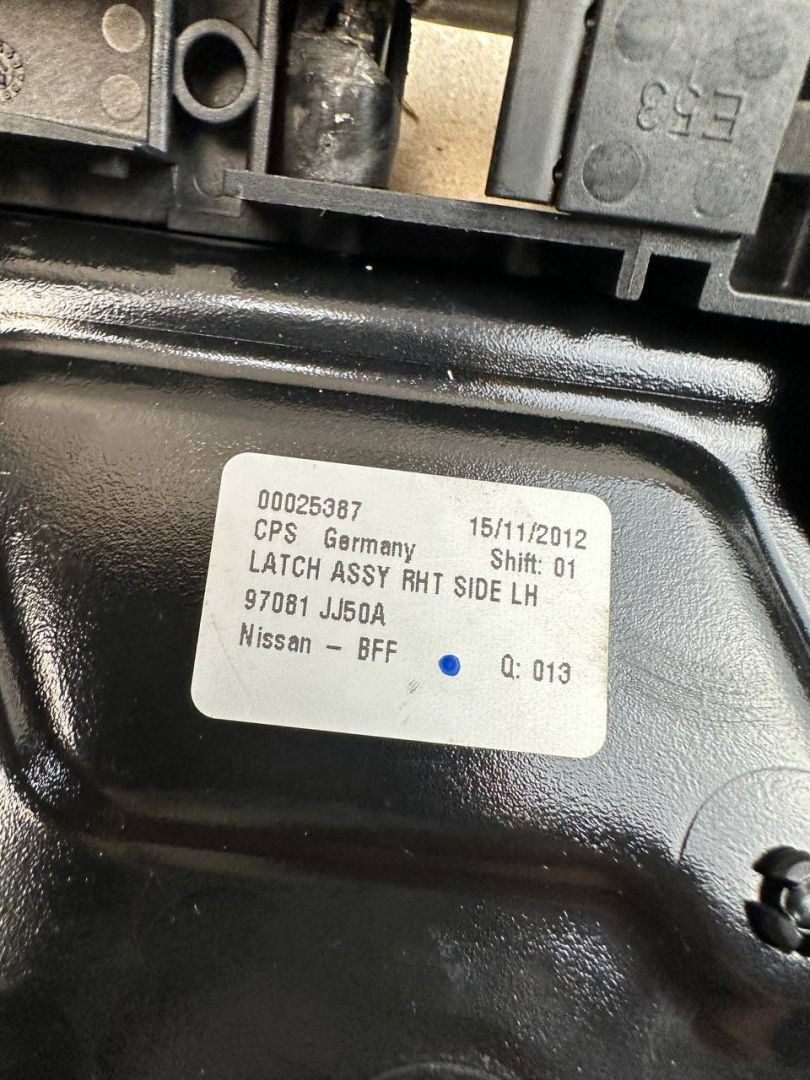 E53
00025387
15/11/2012
CPS Germany
Shift: 01
LATCH ASSY RHT SIDE LH
97081 JJ50A
Nissan - BFF
Q: 013